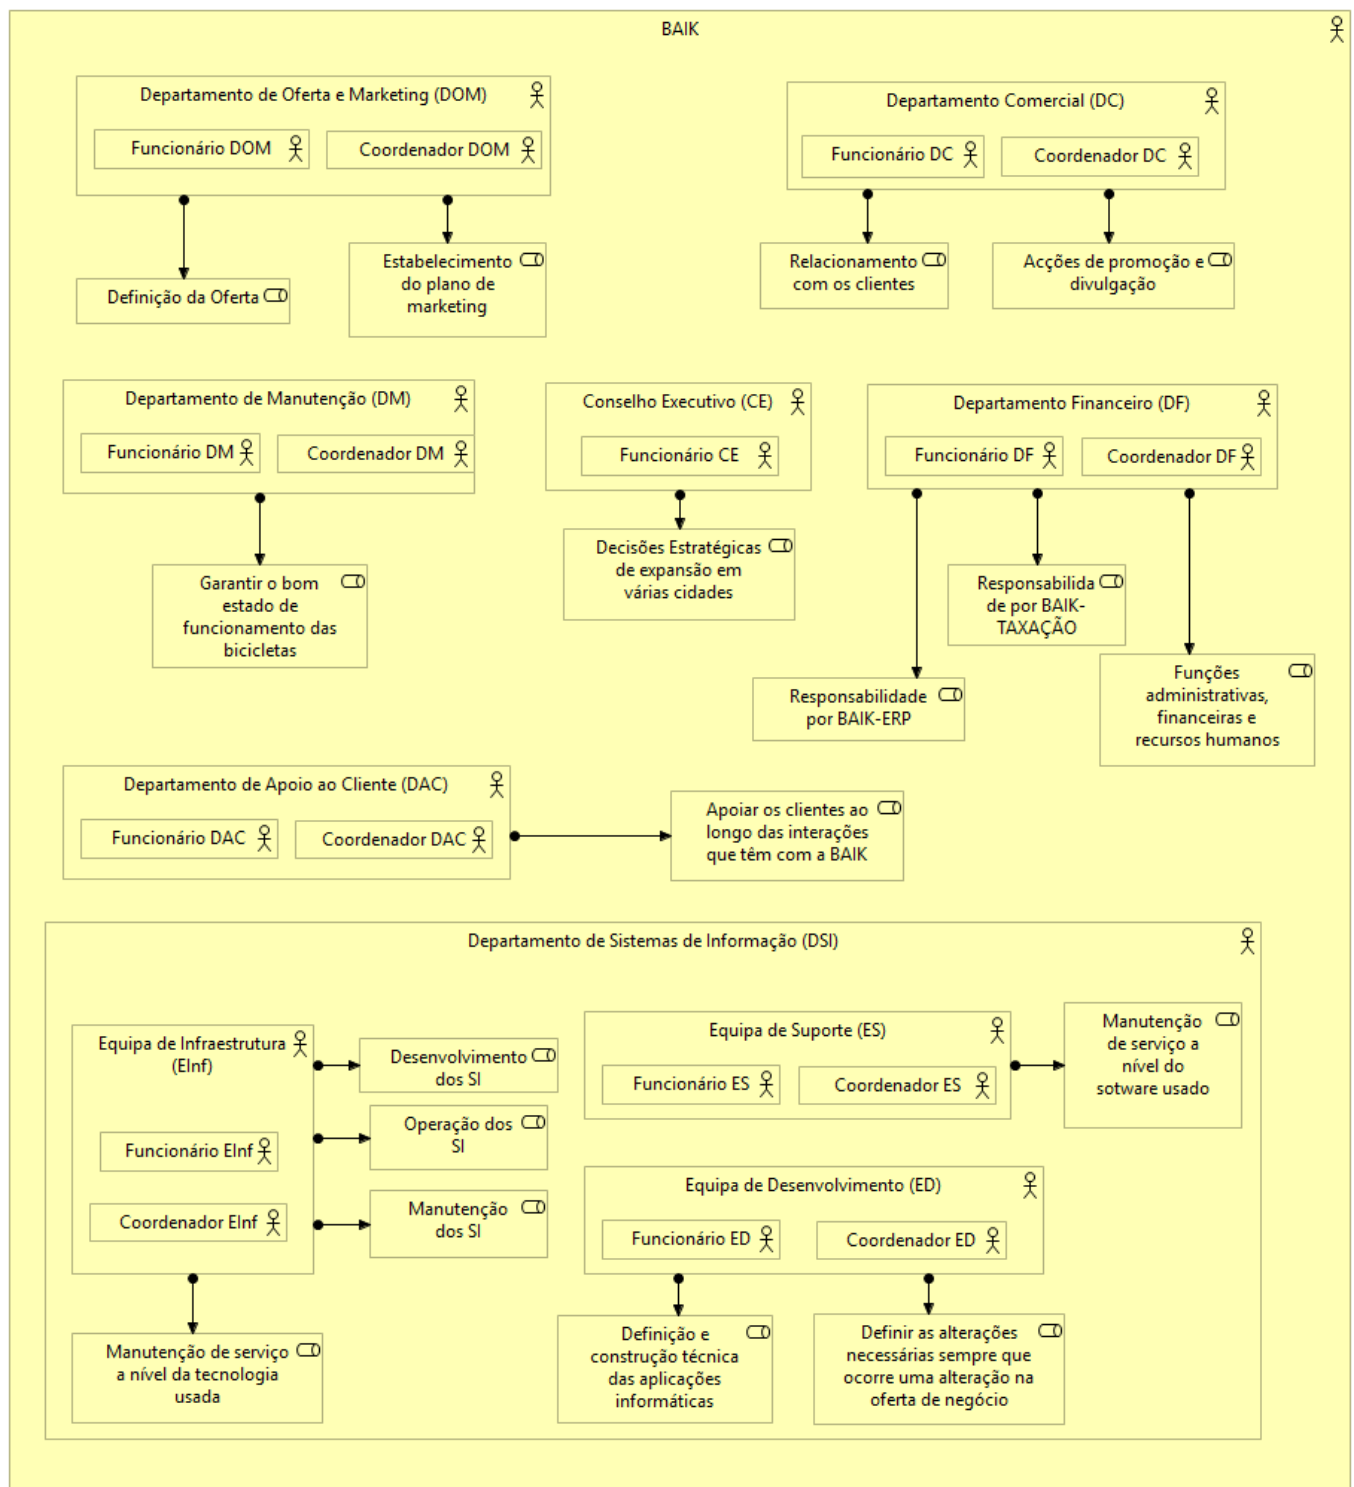 BAIK
Departamento de Oferta e Marketing (DOM)
Funcionário DOM
Coordenador DOM
Definição da Oferta
Estabelecimento
do plano de
marketing
Departamento Comercial (DC)
Funcionário DC
Coordenador DC
Relacionamento
com os clientes
Acções de promoção e
divulgação
Departamento de Manutenção (DM)
Funcionário DM
Coordenador DM
Garantir o bom
estado de
funcionamento das
bicicletas
Conselho Executivo (CE)
Funcionário CE
Decisões Estratégicas
de expansão em
várias cidades
Departamento Financeiro (DF)
Funcionário DF
Coordenador DF
Responsabilidade
por BAIK-ERP
Responsabilida
de por BAIK-
TAXAÇÃO
Funções
administrativas,
financeiras e
recursos humanos
Departamento de Apoio ao Cliente (DAC)
Funcionário DAC
Coordenador DAC
Apoiar os clientes ao
longo das interações
que têm com a BAIK
Departamento de Sistemas de Informação (DSI)
Equipa de Infraestrutura
(EInf)
Funcionário EInf
Coordenador EInf
Desenvolvimento
dos SI
Operação dos
SI
Manutenção
dos SI
Manutenção de serviço
a nível da tecnologia
usada
Equipa de Suporte (ES)
Funcionário ES
Coordenador ES
Manutenção
de serviço a
nível do
sotware usado
Equipa de Desenvolvimento (ED)
Funcionário ED
Coordenador ED
Definição e
construção técnica
das aplicações
informáticas
Definir as alterações
necessárias sempre que
ocorre uma alteração na
oferta de negócio